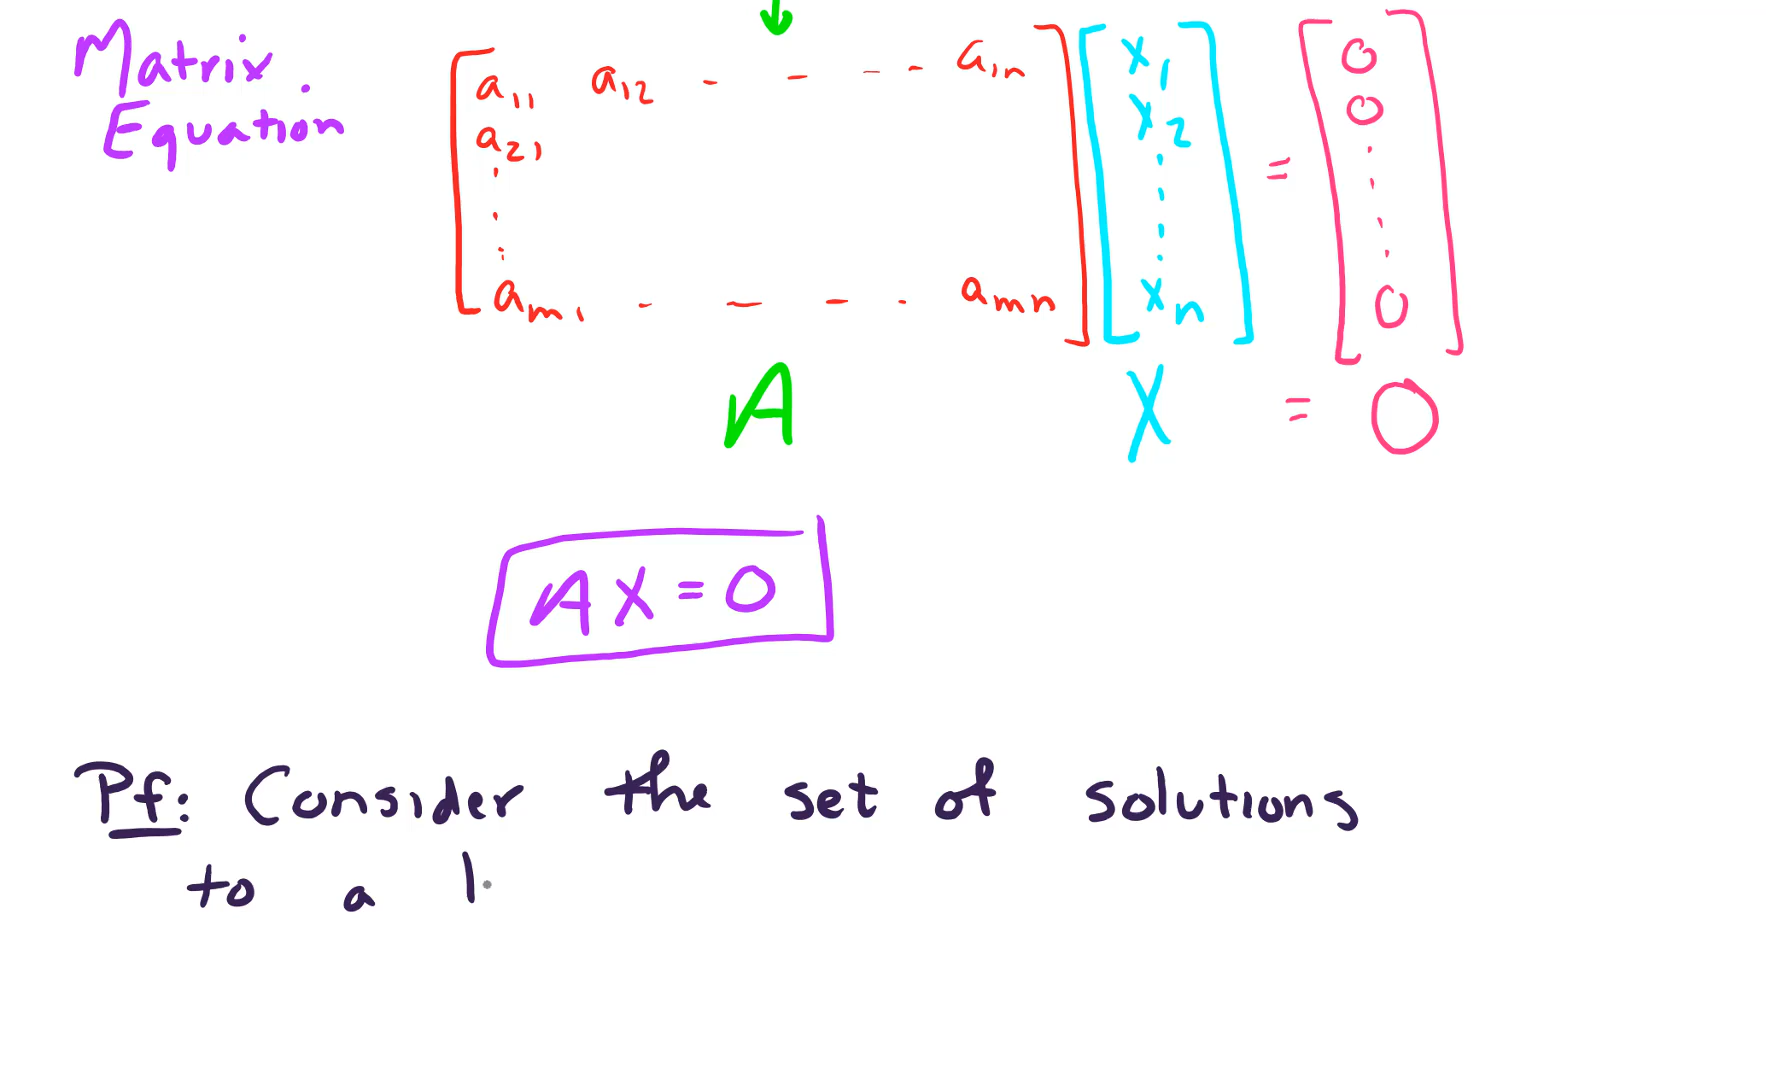 Matrix
Equation:
[a₁₁ a₁₂ - - - - a₁ₙ] [x₁] = [0]
[a₂₁] [x₂] [0]
⋮ ⋮ ⋮
[aₘ₁ - - - - aₘₙ] [xₙ] [0]
A X = 0
AX = 0
Pf: Consider the set of solutions
to a